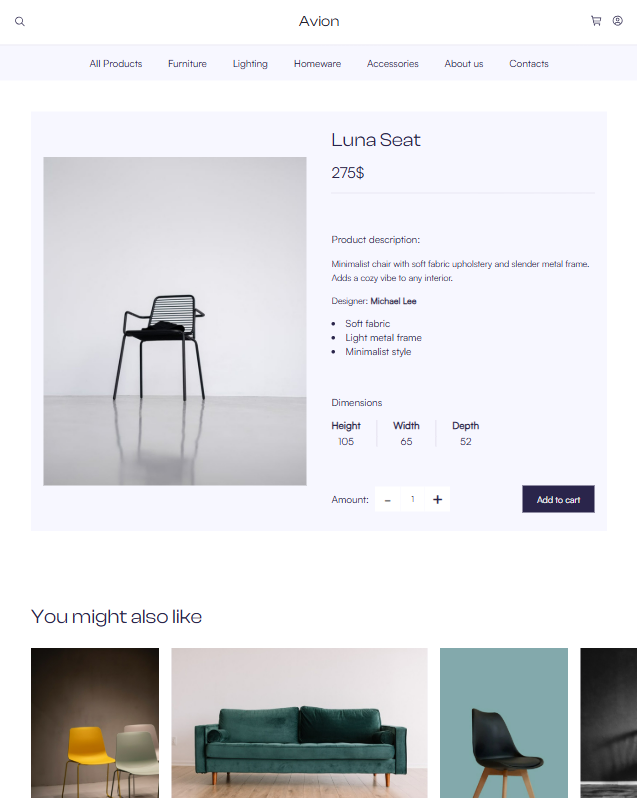 Avion
All Products Furniture Lighting Homeware Accessories About us Contacts
Luna Seat
275$
Product description:
Minimalist chair with soft fabric upholstery and slender metal frame.
Adds a cozy vibe to any interior.
Designer: Michael Lee
Soft fabric
Light metal frame
Minimalist style
Dimensions
Height Width Depth
105 65 52
Amount: - 1 + Add to cart
You might also like